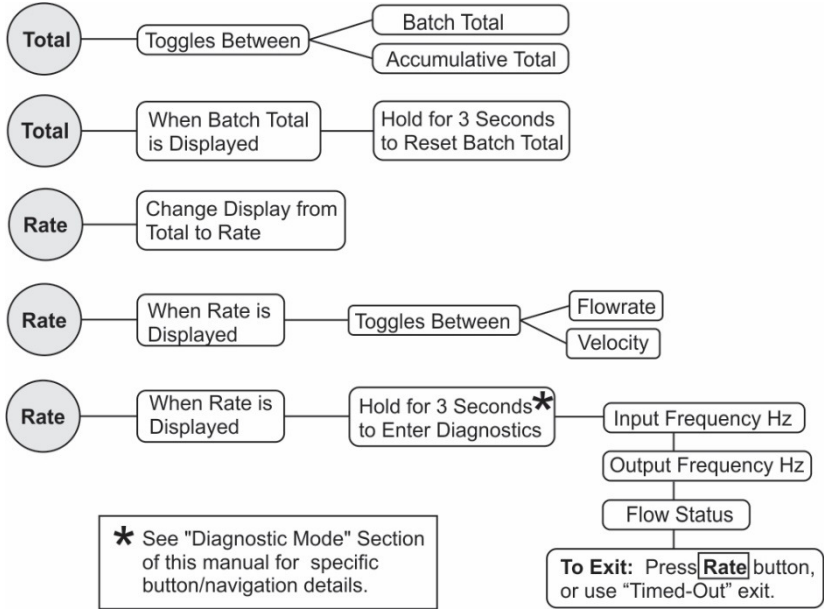 Total
Toggles Between
Batch Total
Accumulative Total
Total
When Batch Total
is Displayed
Hold for 3 Seconds
to Reset Batch Total
Rate
Change Display from
Total to Rate
Rate
When Rate is
Displayed
Toggles Between
Flowrate
Velocity
Rate
When Rate is
Displayed
Hold for 3 Seconds*
to Enter Diagnostics
Input Frequency Hz
Output Frequency Hz
Flow Status
To Exit: Press Rate button,
or use “Timed-Out” exit.
* See "Diagnostic Mode" Section
of this manual for specific
button/navigation details.